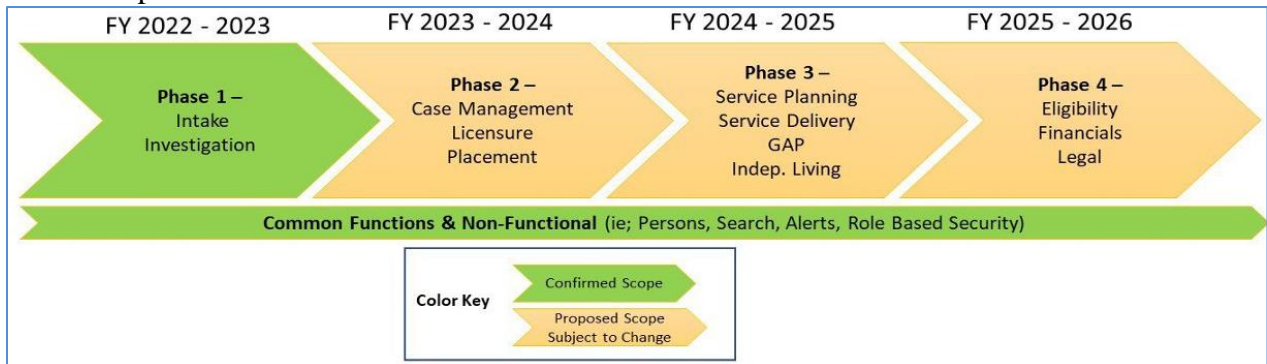 FY 2022 - 2023
FY 2023 - 2024
FY 2024 - 2025
FY 2025 - 2026
Phase 1 –
Intake
Investigation
Phase 2 –
Case Management
Licensure
Placement
Phase 3 –
Service Planning
Service Delivery
GAP
Indep. Living
Phase 4 –
Eligibility
Financials
Legal
Common Functions & Non-Functional (ie; Persons, Search, Alerts, Role Based Security)
Color Key
Confirmed Scope
Proposed Scope
Subject to Change